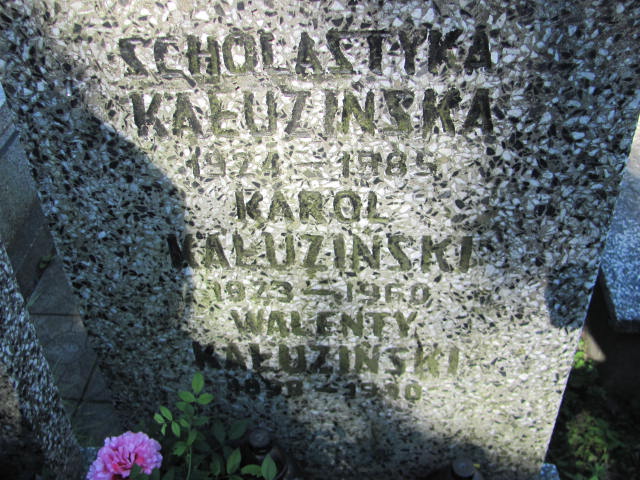 SCHOLASTYKA
KAŁUZINSKA
1924 - 1985
KAROL
KAŁUZINSKI
1923 - 1960
WALENTY
KAŁUZINSKI